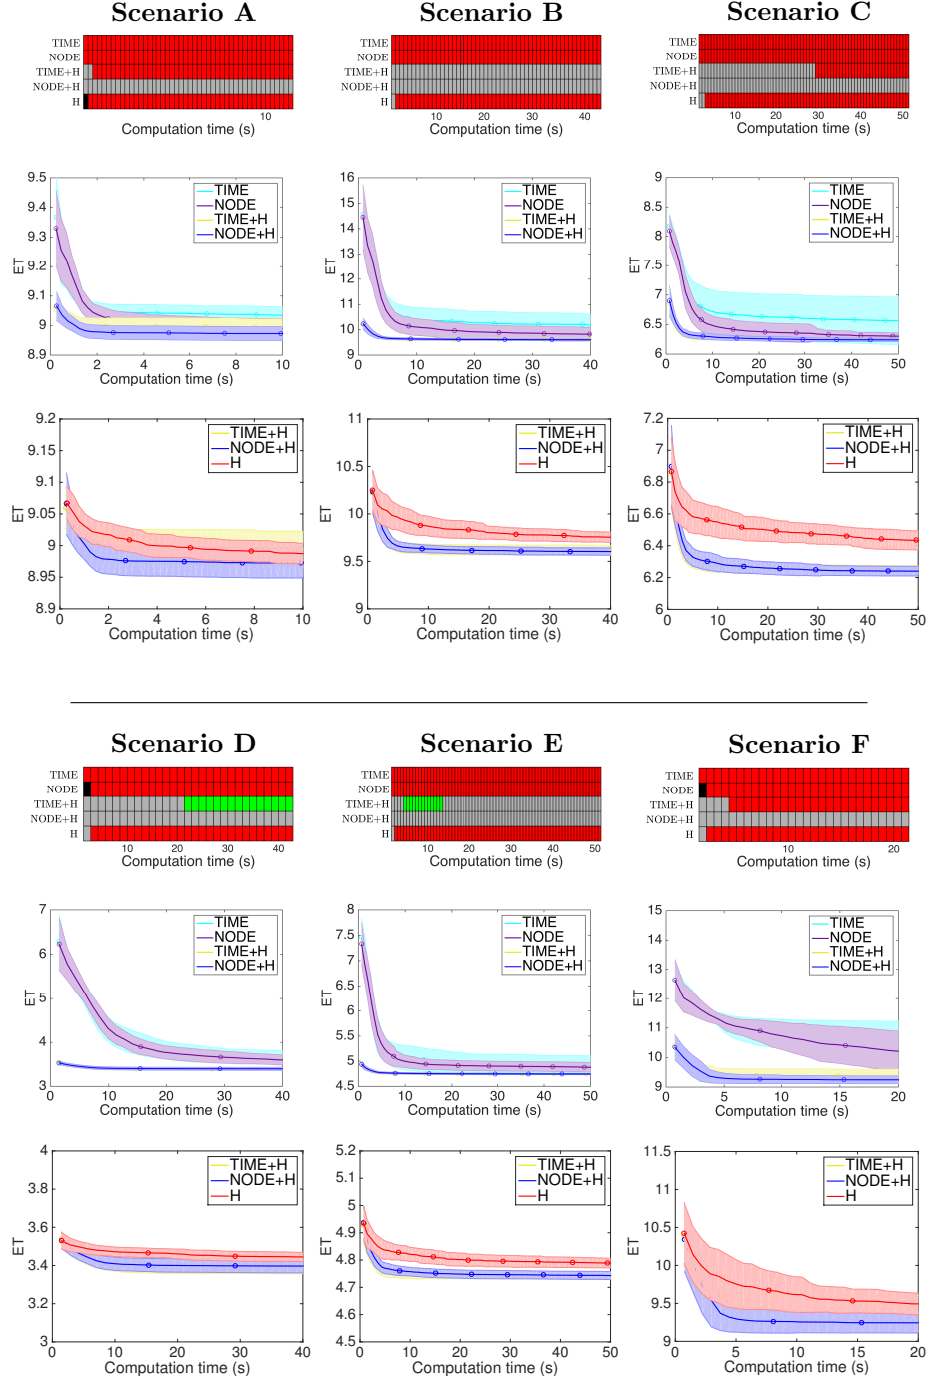 Scenario A
Scenario B
Scenario C
TIME
NODE
TIME+H
NODE+H
H
10
Computation time (s)
TIME
NODE
TIME+H
NODE+H
H
10 20 30 40
Computation time (s)
TIME
NODE
TIME+H
NODE+H
H
10 20 30 40 50
Computation time (s)
9.5
9.4
9.3
9.2
9.1
9
8.9
ET
0 2 4 6 8 10
Computation time (s)
TIME
NODE
TIME+H
NODE+H
16
15
14
13
12
11
10
9
ET
0 10 20 30 40
Computation time (s)
TIME
NODE
TIME+H
NODE+H
9
8.5
8
7.5
7
6.5
6
ET
0 10 20 30 40 50
Computation time (s)
TIME
NODE
TIME+H
NODE+H
9.2
9.15
9.1
9.05
9
8.95
8.9
ET
0 2 4 6 8 10
Computation time (s)
TIME+H
NODE+H
H
11
10.5
10
9.5
9
ET
0 10 20 30 40
Computation time (s)
TIME+H
NODE+H
H
7.2
7
6.8
6.6
6.4
6.2
6
ET
0 10 20 30 40 50
Computation time (s)
TIME+H
NODE+H
H
Scenario D
Scenario E
Scenario F
TIME
NODE
TIME+H
NODE+H
H
10 20 30 40
Computation time (s)
TIME
NODE
TIME+H
NODE+H
H
10 20 30 40 50
Computation time (s)
TIME
NODE
TIME+H
NODE+H
H
10 20
Computation time (s)
7
6
5
4
3
ET
0 10 20 30 40
Computation time (s)
TIME
NODE
TIME+H
NODE+H
8
7.5
7
6.5
6
5.5
5
4.5
ET
0 10 20 30 40 50
Computation time (s)
TIME
NODE
TIME+H
NODE+H
15
14
13
12
11
10
9
ET
0 5 10 15 20
Computation time (s)
TIME
NODE
TIME+H
NODE+H
4
3.8
3.6
3.4
3.2
3
ET
0 10 20 30 40
Computation time (s)
TIME+H
NODE+H
H
5.2
5.1
5
4.9
4.8
4.7
4.6
4.5
ET
0 10 20 30 40 50
Computation time (s)
TIME+H
NODE+H
H
11.5
11
10.5
10
9.5
9
ET
0 5 10 15 20
Computation time (s)
TIME+H
NODE+H
H